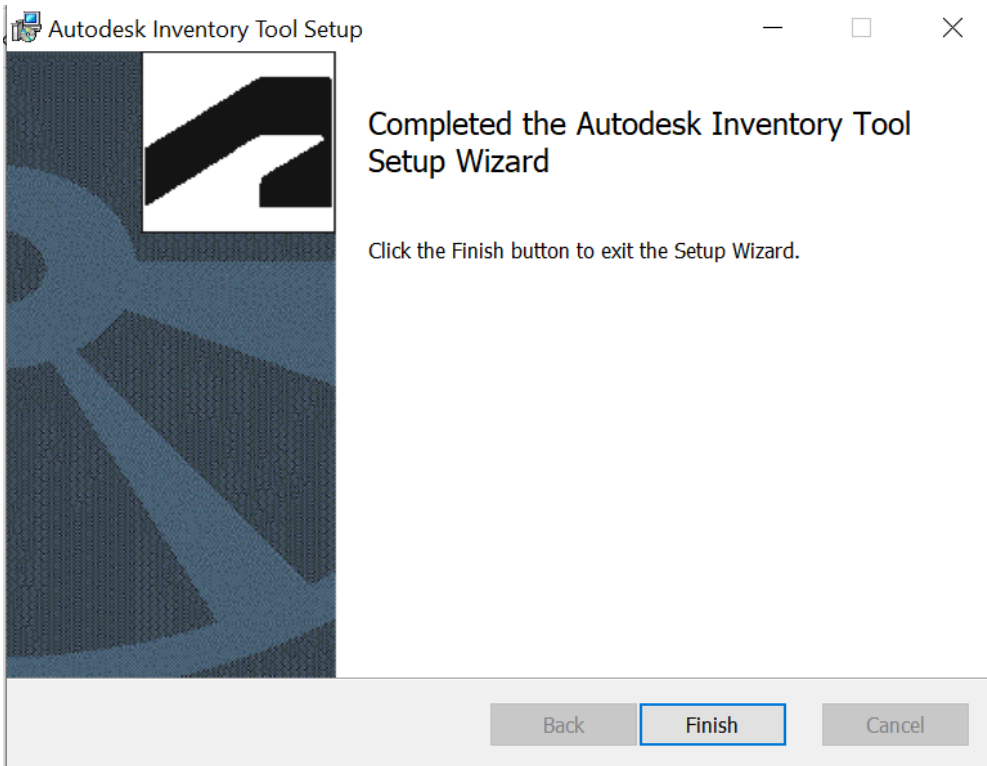 Autodesk Inventory Tool Setup
Completed the Autodesk Inventory Tool
Setup Wizard
Click the Finish button to exit the Setup Wizard.
Back
Finish
Cancel